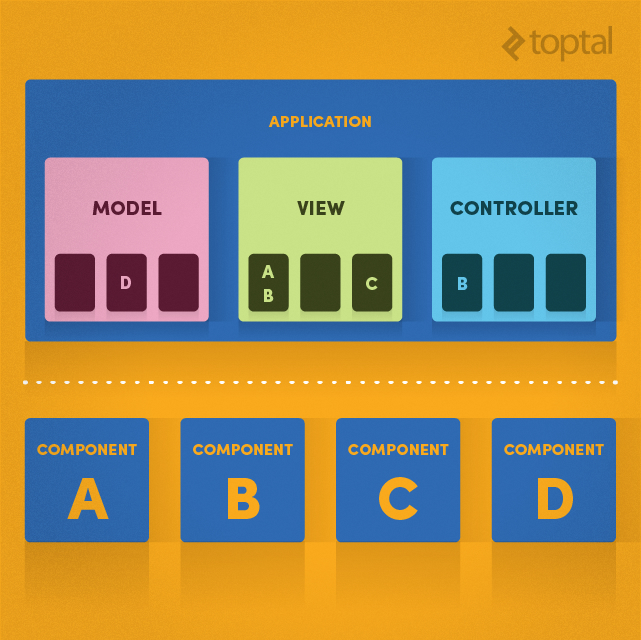 toptal
APPLICATION
MODEL
VIEW
CONTROLLER
D
A
B
C
B
COMPONENT
A
COMPONENT
B
COMPONENT
C
COMPONENT
D